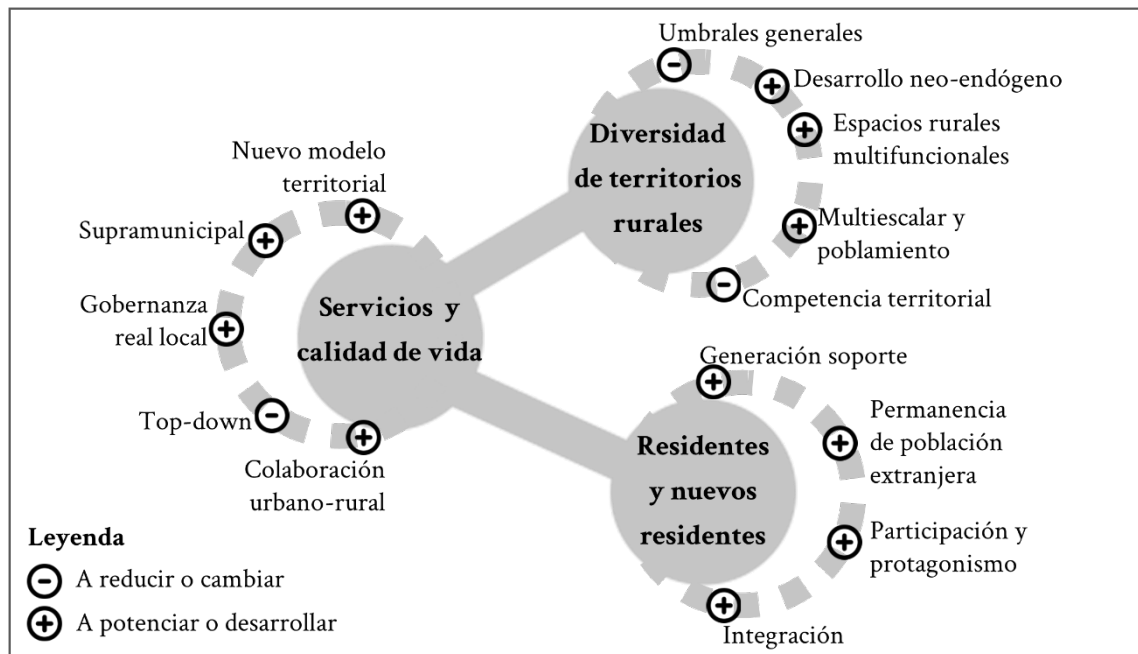 Umbrales generales
Desarrollo neo-endógeno
Espacios rurales
multifuncionales
Diversidad
de territorios
rurales
Multiescalar y
poblamiento
Competencia territorial
Nuevo modelo
territorial
Supramunicipal
Gobernanza
real local
Servicios y
calidad de vida
Top-down
Colaboración
urbano-rural
Generación soporte
Permanencia
de población
extranjera
Residentes
y nuevos
residentes
Participación y
protagonismo
Integración
Leyenda
- A reducir o cambiar
+ A potenciar o desarrollar